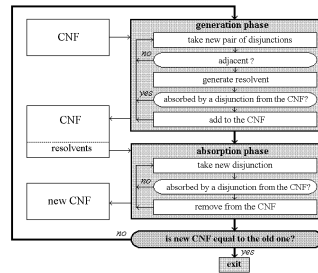 generation phase
CNF
take new pair of disjunctions
no
adjacent ?
generate resolvent
yes
absorbed by a disjunction from the CNF?
add to the CNF
CNF
resolvents
absorption phase
take new disjunction
no
absorbed by a disjunction from the CNF?
new CNF
remove from the CNF
no
is new CNF equal to the old one?
yes
exit